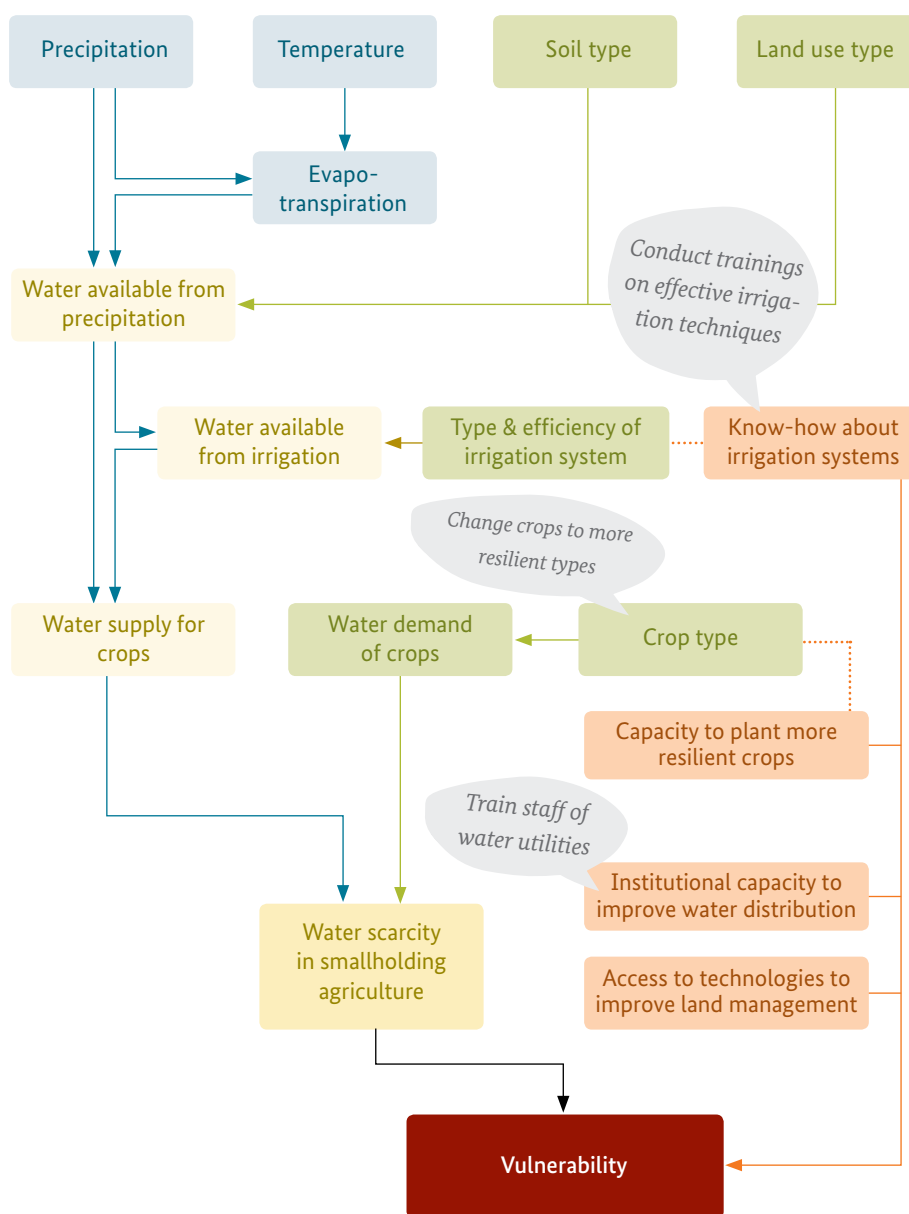 Precipitation
Temperature
Soil type
Land use type
Evapo-
transpiration
Conduct trainings
on effective irriga-
tion techniques
Water available from
precipitation
Water available
from irrigation
Type & efficiency of
irrigation system
Know-how about
irrigation systems
Change crops to more
resilient types
Water supply for
crops
Water demand
of crops
Crop type
Capacity to plant more
resilient crops
Train staff of
water utilities
Institutional capacity to
improve water distribution
Water scarcity
in smallholding
agriculture
Access to technologies to
improve land management
Vulnerability